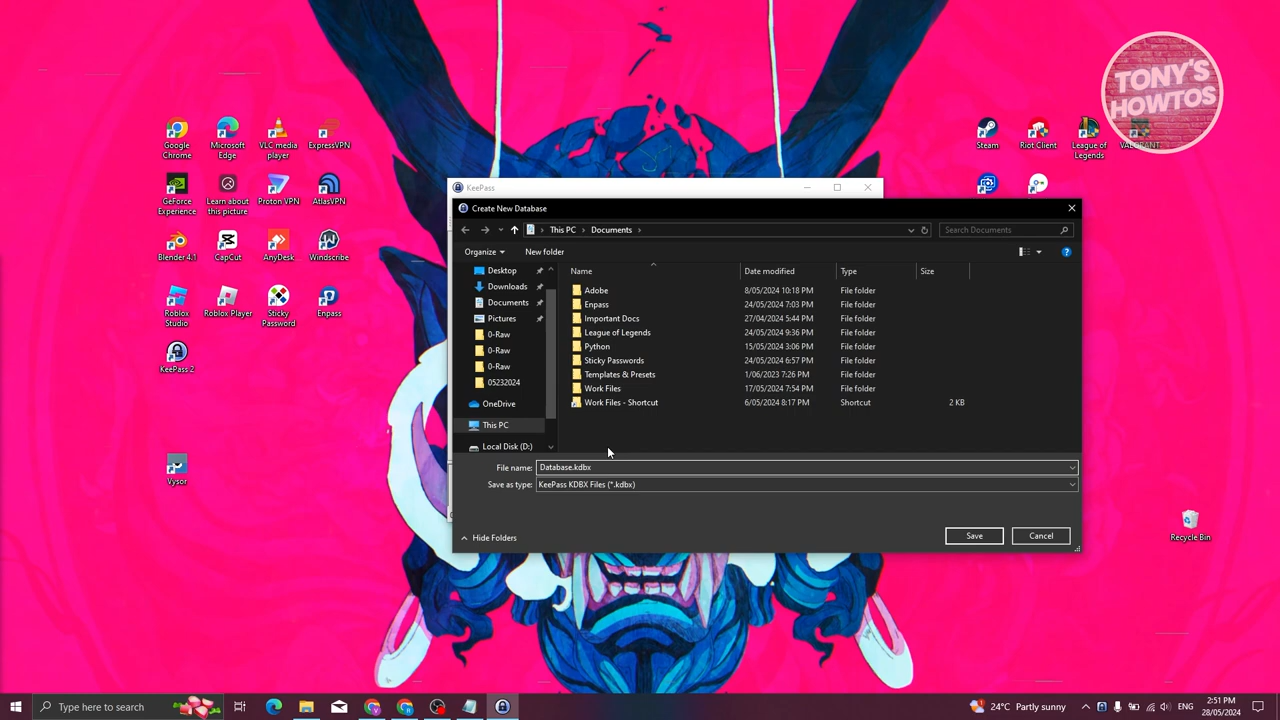 TONY'S
HOWTOS
Google
Chrome
Microsoft
Edge
VLC media
player
ExpressVPN
Steam
Riot Client
League of
Legends
VALORANT
GeForce
Experience
Learn about
this picture
Proton VPN
AtlasVPN
Blender 4.1
CapCut
AnyDesk
Windscribe
Roblox
Studio
Roblox Player
Sticky
Password
Enpass
KeePass 2
Vysor
Recycle Bin
KeePass
Create New Database
This PC
Documents
Search Documents
Organize
New folder
Desktop
Downloads
Documents
Pictures
0-Raw
0-Raw
0-Raw
05232024
OneDrive
This PC
Local Disk (D:)
Name Date modified Type Size
Adobe 8/05/2024 10:18 PM File folder
Enpass 24/05/2024 7:03 PM File folder
Important Docs 27/04/2024 5:44 PM File folder
League of Legends 24/05/2024 9:36 PM File folder
Python 15/05/2024 3:06 PM File folder
Sticky Passwords 24/05/2024 6:57 PM File folder
Templates & Presets 1/06/2023 7:26 PM File folder
Work Files 17/05/2024 7:54 PM File folder
Work Files - Shortcut 6/05/2024 8:17 PM Shortcut 2 KB
File name: Database.kdbx
Save as type: KeePass KDBX Files (*.kdbx)
Hide Folders
Save
Cancel
Type here to search
24°C Partly sunny
ENG
2:51 PM
28/05/2024